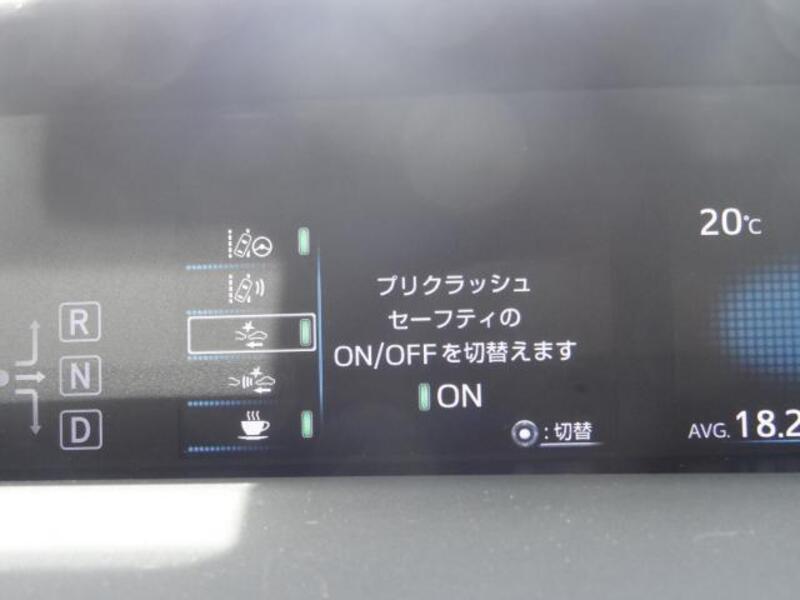 20℃
プリクラッシュ
セーフティの
ON/OFFを切替えます
ON
:切替
R
N
D
AVG. 18.2